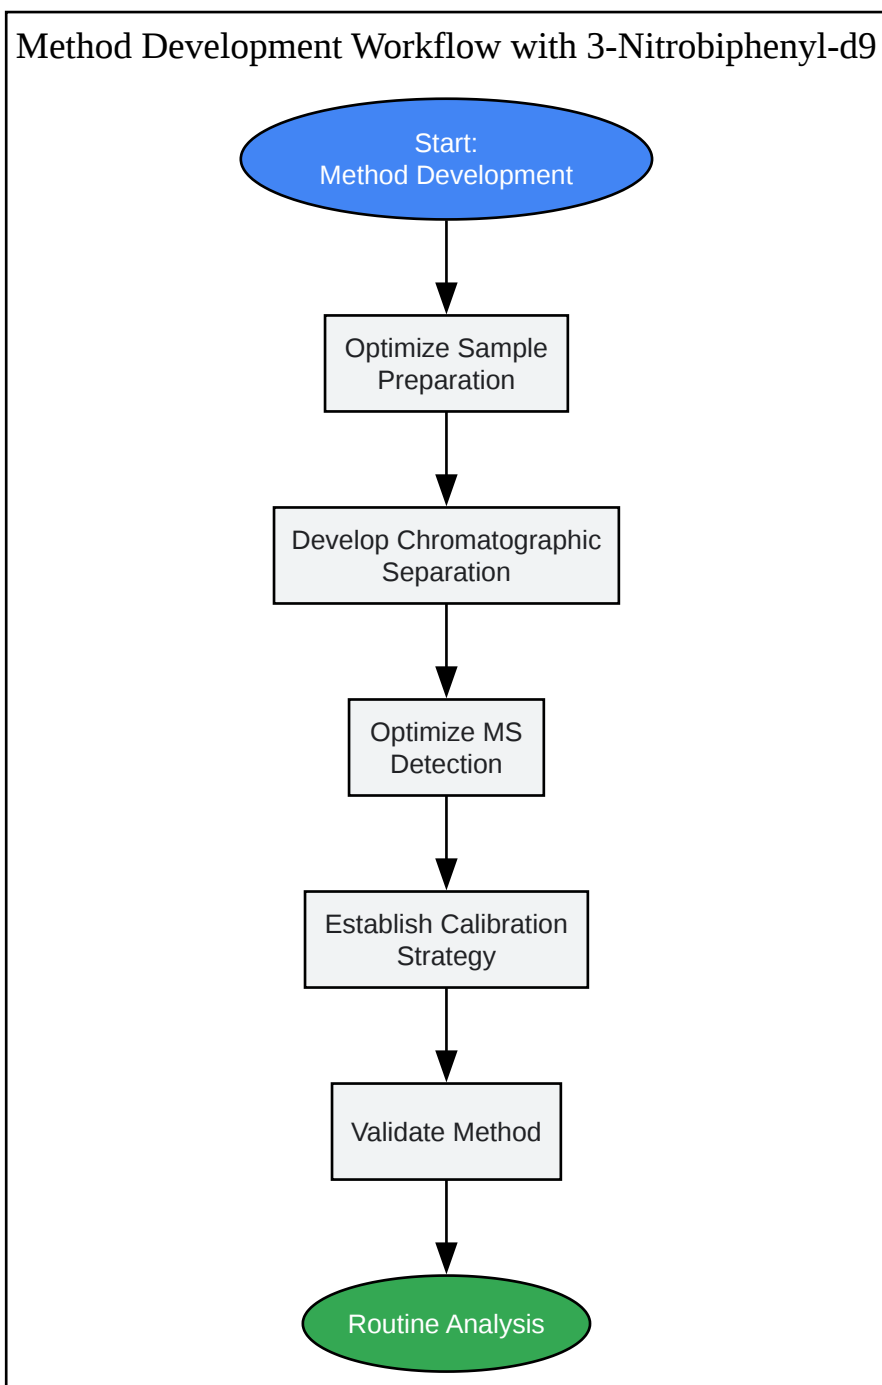 Method Development Workflow with 3-Nitrobiphenyl-d9
Start:
Method Development
Optimize Sample
Preparation
Develop Chromatographic
Separation
Optimize MS
Detection
Establish Calibration
Strategy
Validate Method
Routine Analysis